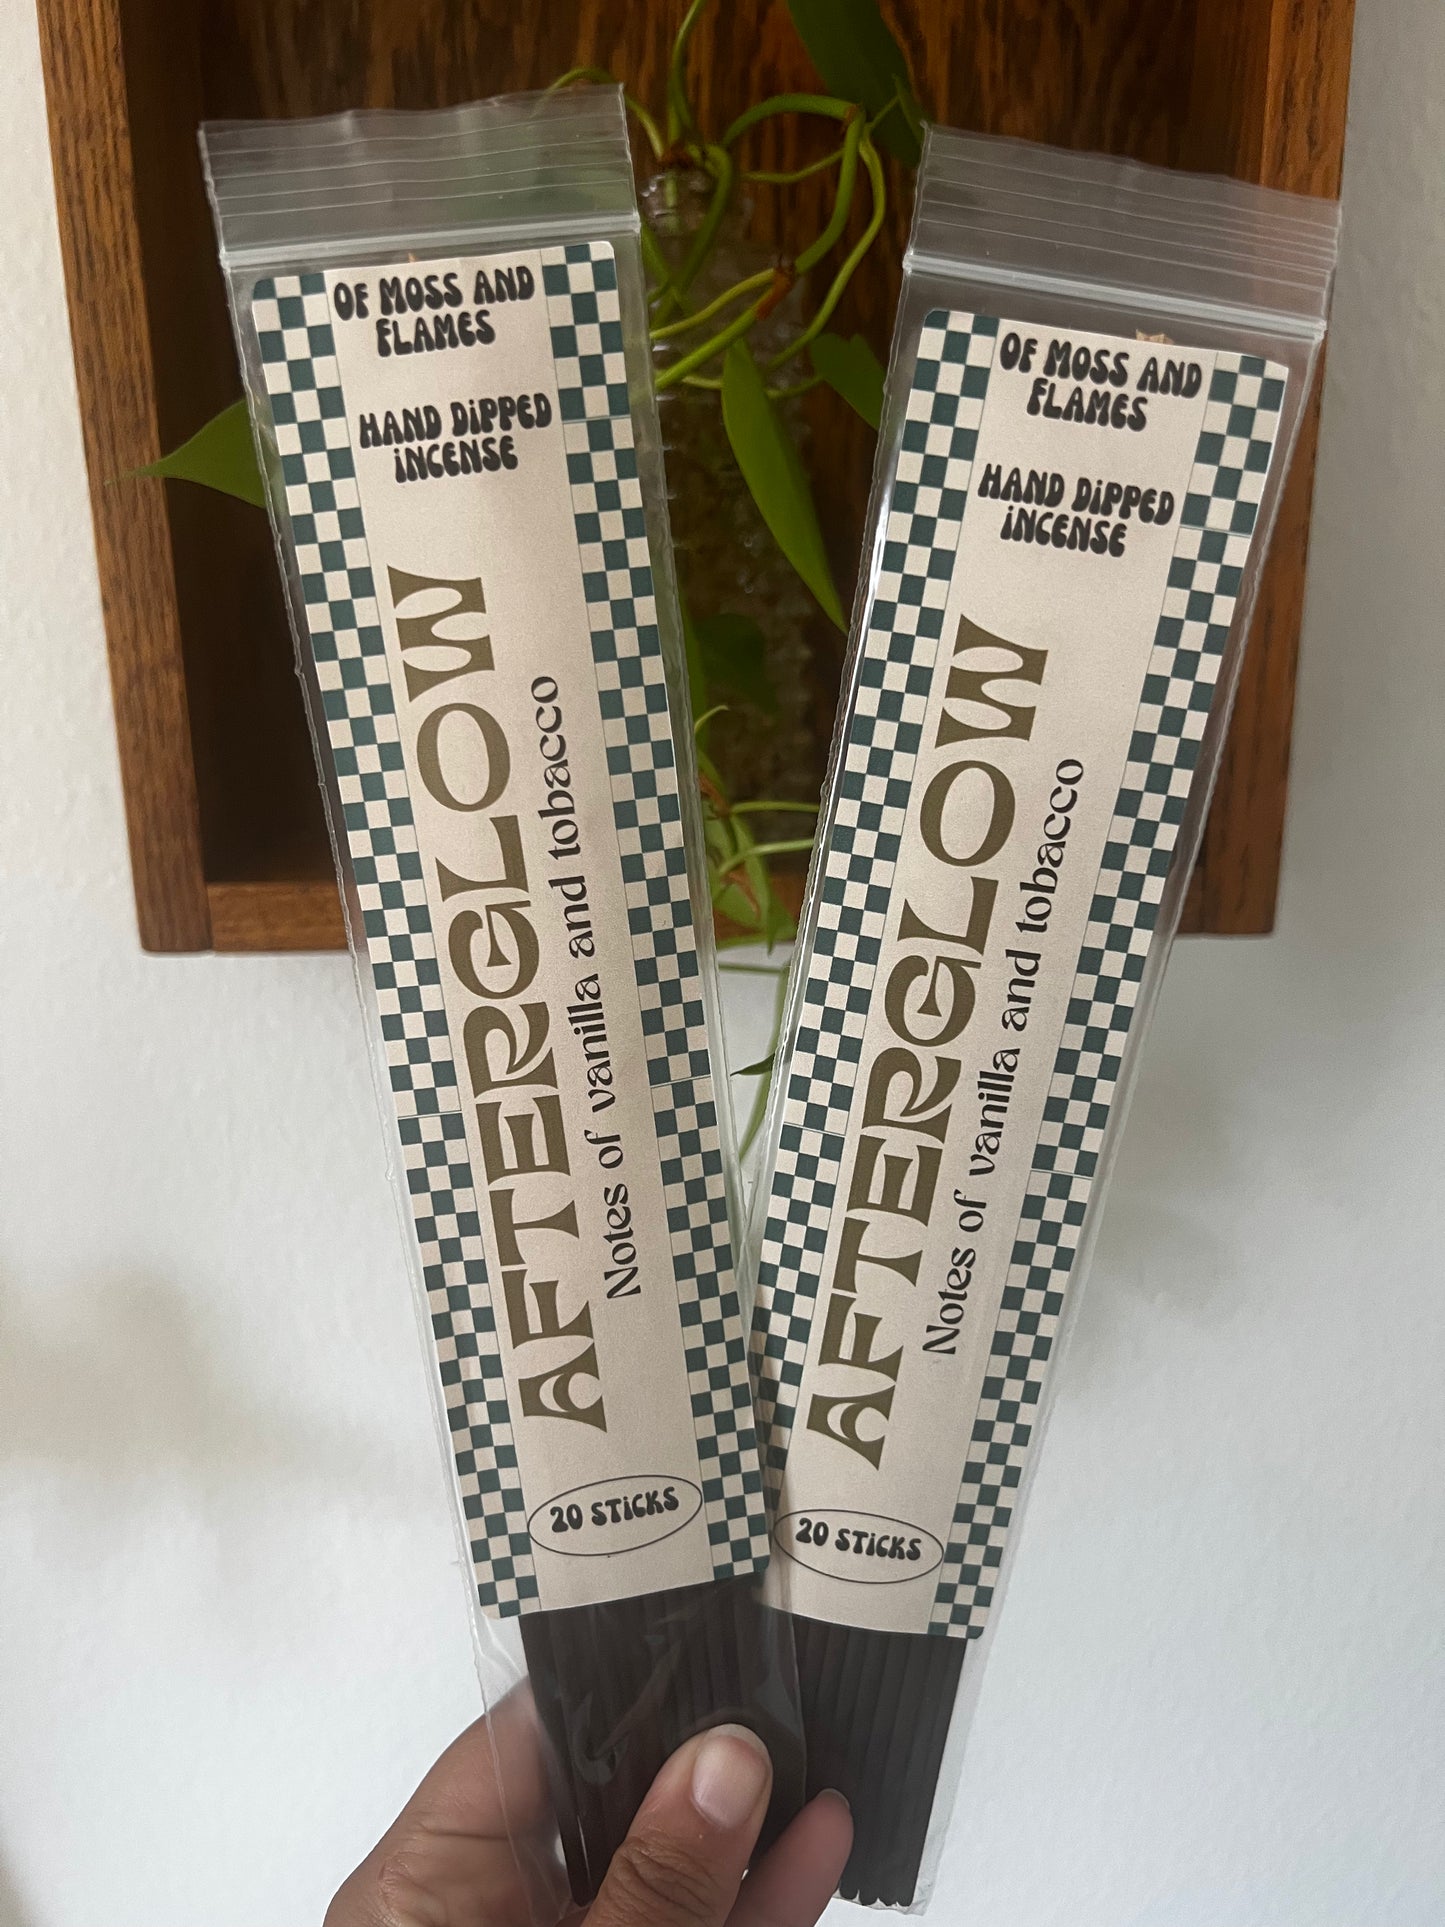 OF MOSS AND
FLAMES
HAND DiPPED
iNCENSE
AFTERGLOW
Notes of vanilla and tobacco
20 STiCKS
OF MOSS AND
FLAMES
HAND DiPPED
iNCENSE
AFTERGLOW
Notes of vanilla and tobacco
20 STiCKS